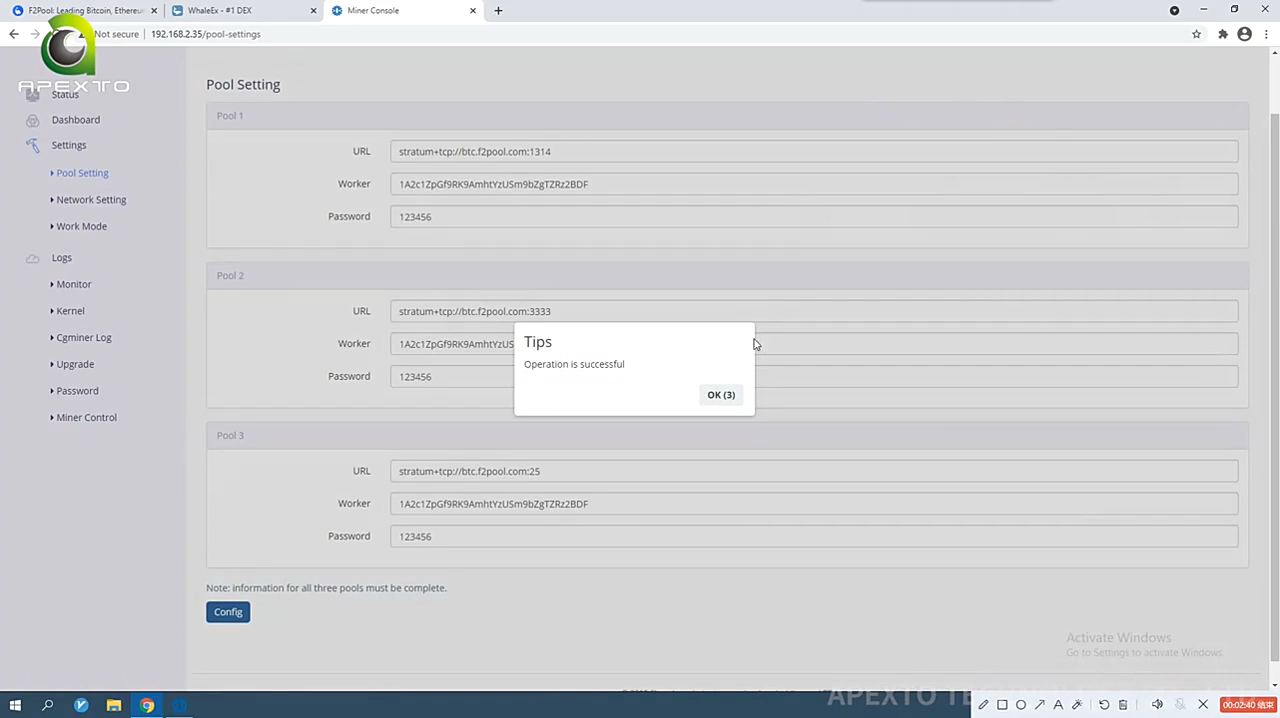 F2Pool: Leading Bitcoin, Ethereu
WhaleEx - #1 DEX
Miner Console
Not secure
192.168.2.35/pool-settings
APEXTO
Status
Dashboard
Settings
Pool Setting
Network Setting
Work Mode
Logs
Monitor
Kernel
Cgminer Log
Upgrade
Password
Miner Control
Pool Setting
Pool 1
URL
stratum+tcp://btc.f2pool.com:1314
Worker
1A2c1ZpGf9RK9AmhtYzUSm9bZgTZRz2BDF
Password
123456
Pool 2
URL
stratum+tcp://btc.f2pool.com:3333
Worker
1A2c1ZpGf9RK9AmhtYzUS
Password
123456
Tips
Operation is successful
OK (3)
Pool 3
URL
stratum+tcp://btc.f2pool.com:25
Worker
1A2c1ZpGf9RK9AmhtYzUSm9bZgTZRz2BDF
Password
123456
Note: information for all three pools must be complete.
Config
Activate Windows
Go to Settings to activate Windows.
APEXTO
00:02:40 结束